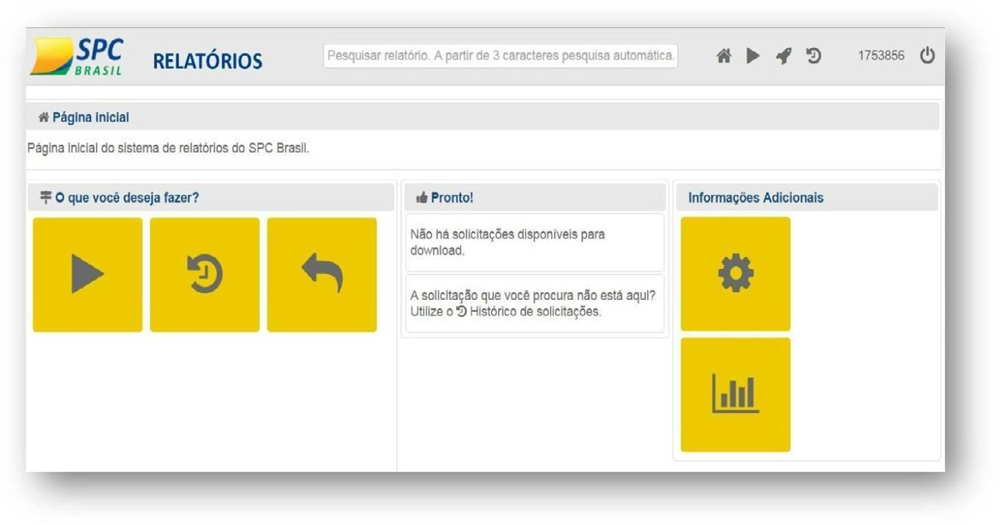 SPC
BRASIL
RELATÓRIOS
Pesquisar relatório. A partir de 3 caracteres pesquisa automática.
1753856
Página inicial
Página inicial do sistema de relatórios do SPC Brasil.
O que você deseja fazer?
Pronto!
Informações Adicionais
Não há solicitações disponíveis para
download.
A solicitação que você procura não está aqui?
Utilize o Histórico de solicitações.